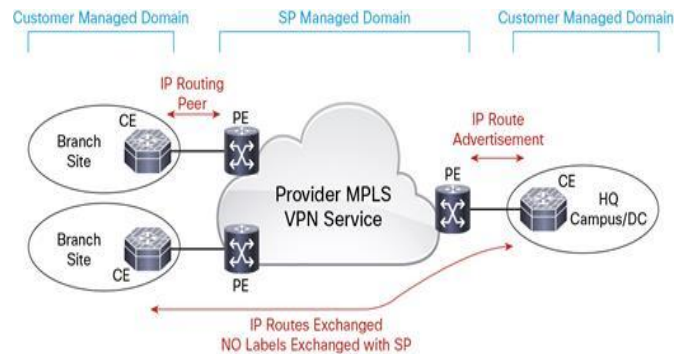 Customer Managed Domain
SP Managed Domain
Customer Managed Domain
IP Routing
Peer
CE
PE
Branch
Site
IP Route
Advertisement
PE
CE
HQ
Campus/DC
Provider MPLS
VPN Service
Branch
Site
CE
PE
IP Routes Exchanged
NO Labels Exchanged with SP